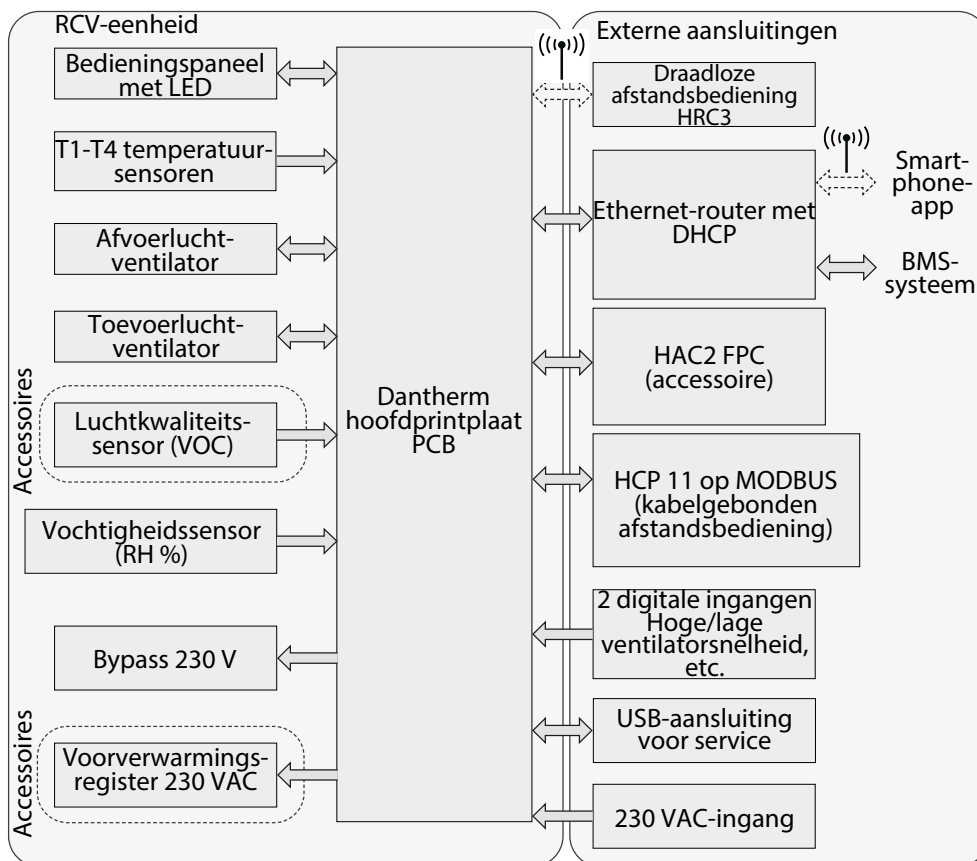 RCV-eenheid
Bedieningspaneel
met LED
T1-T4 temperatuur-
sensoren
Afvoerlucht-
ventilator
Toevoerlucht-
ventilator
Accessoires
Luchtkwaliteits-
sensor (VOC)
Vochtigheidssensor
(RH %)
Bypass 230 V
Accessoires
Voorverwarmings-
register 230 VAC
Dantherm
hoofdprintplaat
PCB
Externe aansluitingen
Draadloze
afstandsbediening
HRC3
Ethernet-router met
DHCP
Smart-
phone-
app
BMS-
systeem
HAC2 FPC
(accessoire)
HCP 11 op MODBUS
(kabelgebonden
afstandsbediening)
2 digitale ingangen
Hoge/lage
ventilatorsnelheid,
etc.
USB-aansluiting
voor service
230 VAC-ingang